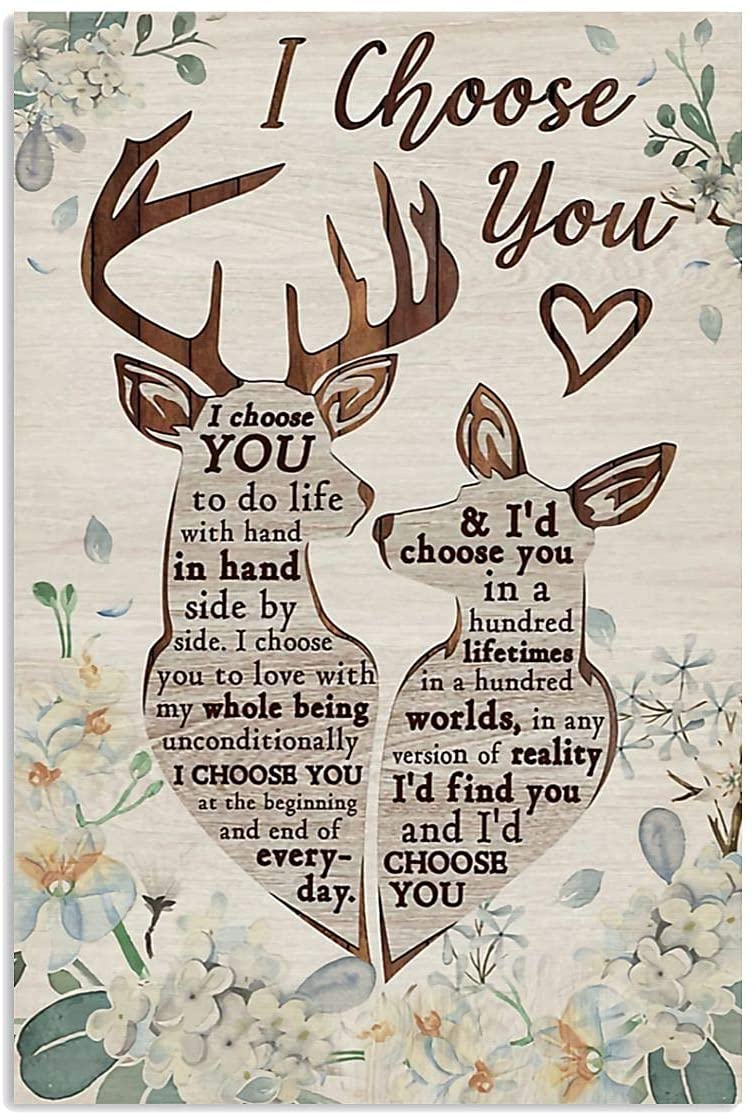 I Choose
You
I choose
YOU
to do life
with hand
in hand
side by
side. I choose
you to love with
my whole being
unconditionally
I CHOOSE YOU
at the beginning
and end of
every-
day.
& I'd
choose you
in a
hundred
lifetimes
in a hundred
worlds, in any
version of reality
I'd find you
and I'd
CHOOSE
YOU